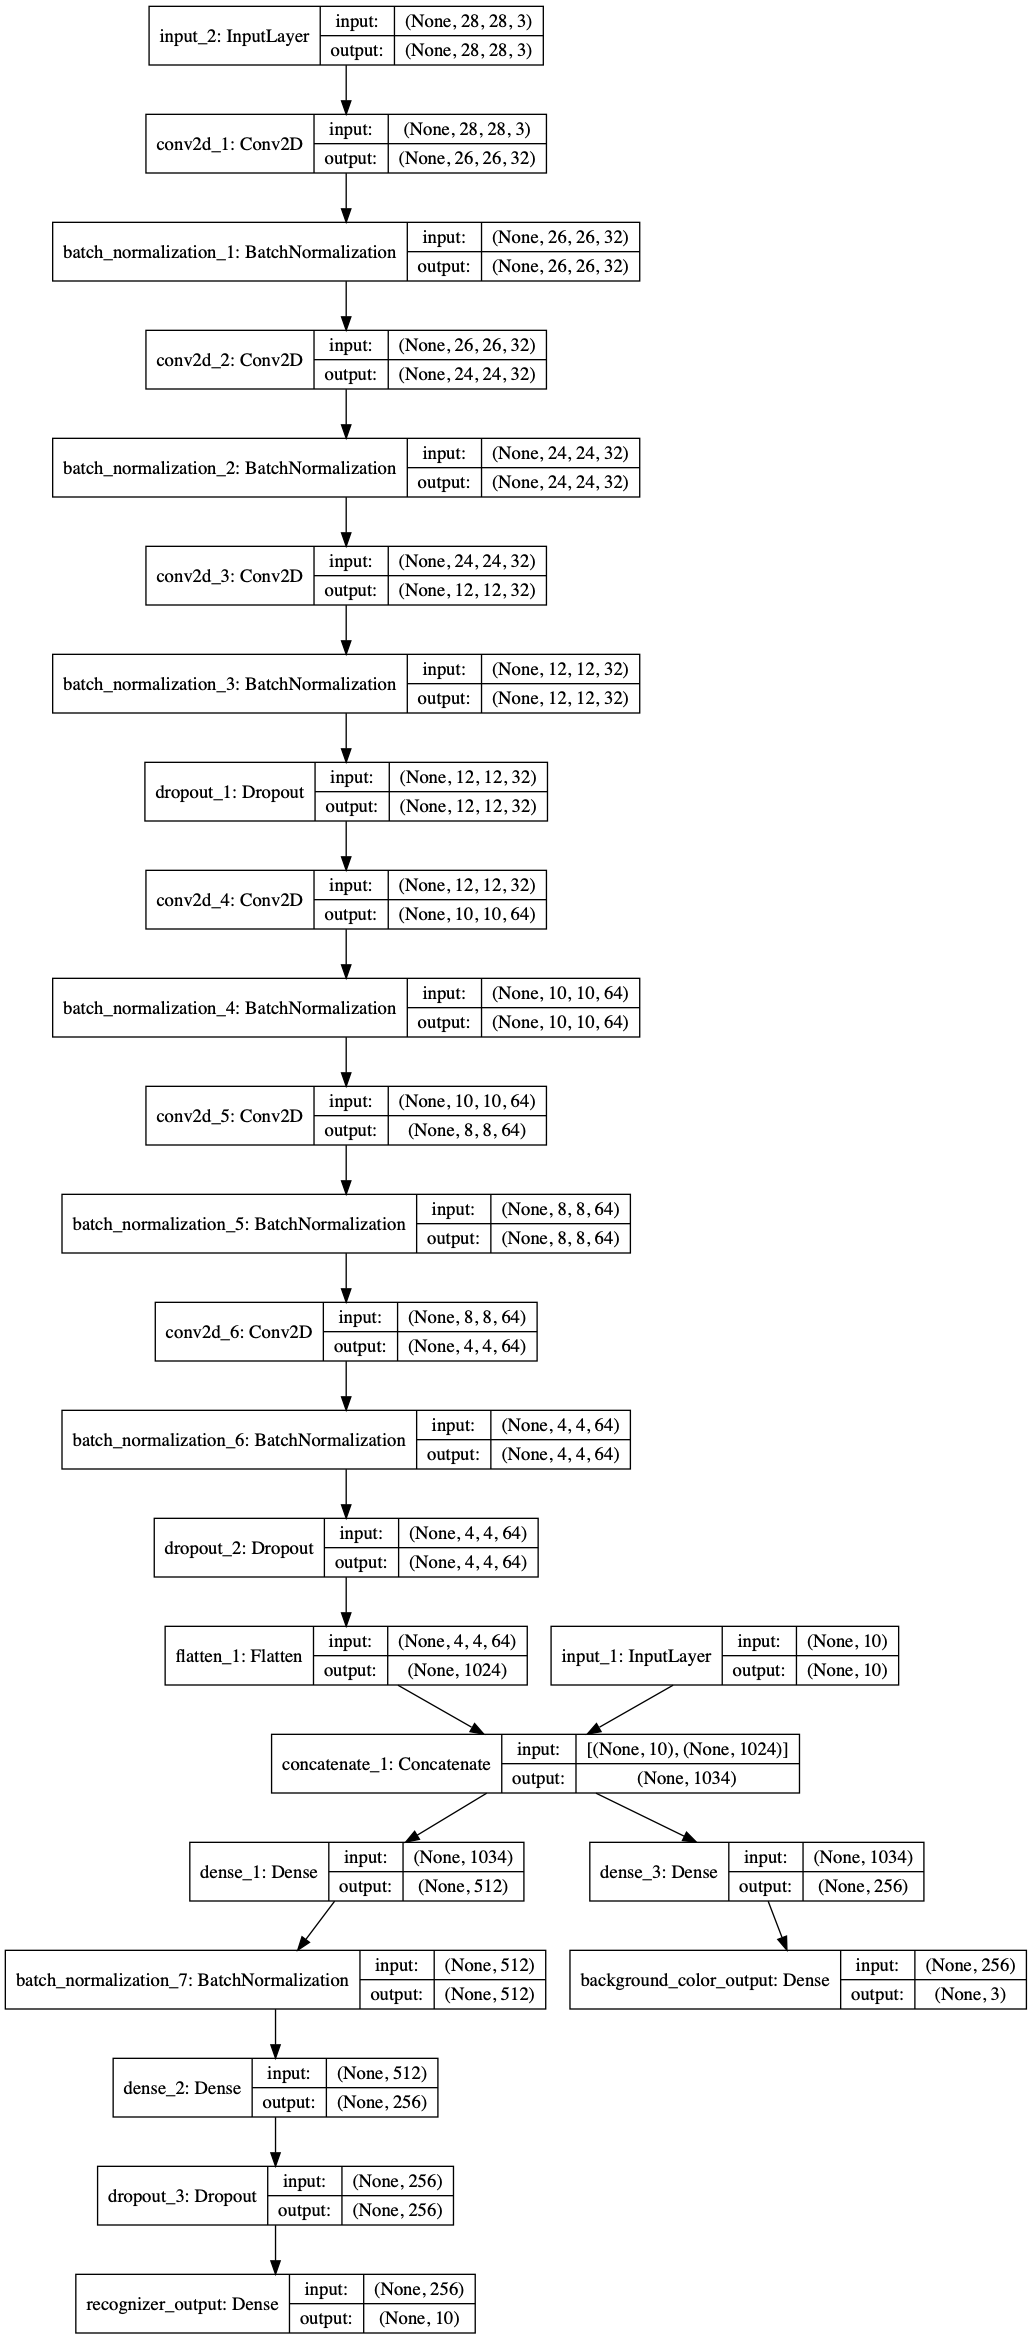 input_2: InputLayer
input: (None, 28, 28, 3)
output: (None, 28, 28, 3)
conv2d_1: Conv2D
input: (None, 28, 28, 3)
output: (None, 26, 26, 32)
batch_normalization_1: BatchNormalization
input: (None, 26, 26, 32)
output: (None, 26, 26, 32)
conv2d_2: Conv2D
input: (None, 26, 26, 32)
output: (None, 24, 24, 32)
batch_normalization_2: BatchNormalization
input: (None, 24, 24, 32)
output: (None, 24, 24, 32)
conv2d_3: Conv2D
input: (None, 24, 24, 32)
output: (None, 12, 12, 32)
batch_normalization_3: BatchNormalization
input: (None, 12, 12, 32)
output: (None, 12, 12, 32)
dropout_1: Dropout
input: (None, 12, 12, 32)
output: (None, 12, 12, 32)
conv2d_4: Conv2D
input: (None, 12, 12, 32)
output: (None, 10, 10, 64)
batch_normalization_4: BatchNormalization
input: (None, 10, 10, 64)
output: (None, 10, 10, 64)
conv2d_5: Conv2D
input: (None, 10, 10, 64)
output: (None, 8, 8, 64)
batch_normalization_5: BatchNormalization
input: (None, 8, 8, 64)
output: (None, 8, 8, 64)
conv2d_6: Conv2D
input: (None, 8, 8, 64)
output: (None, 4, 4, 64)
batch_normalization_6: BatchNormalization
input: (None, 4, 4, 64)
output: (None, 4, 4, 64)
dropout_2: Dropout
input: (None, 4, 4, 64)
output: (None, 4, 4, 64)
flatten_1: Flatten
input: (None, 4, 4, 64)
output: (None, 1024)
input_1: InputLayer
input: (None, 10)
output: (None, 10)
concatenate_1: Concatenate
input: [(None, 10), (None, 1024)]
output: (None, 1034)
dense_1: Dense
input: (None, 1034)
output: (None, 512)
dense_3: Dense
input: (None, 1034)
output: (None, 256)
batch_normalization_7: BatchNormalization
input: (None, 512)
output: (None, 512)
background_color_output: Dense
input: (None, 256)
output: (None, 3)
dense_2: Dense
input: (None, 512)
output: (None, 256)
dropout_3: Dropout
input: (None, 256)
output: (None, 256)
recognizer_output: Dense
input: (None, 256)
output: (None, 10)